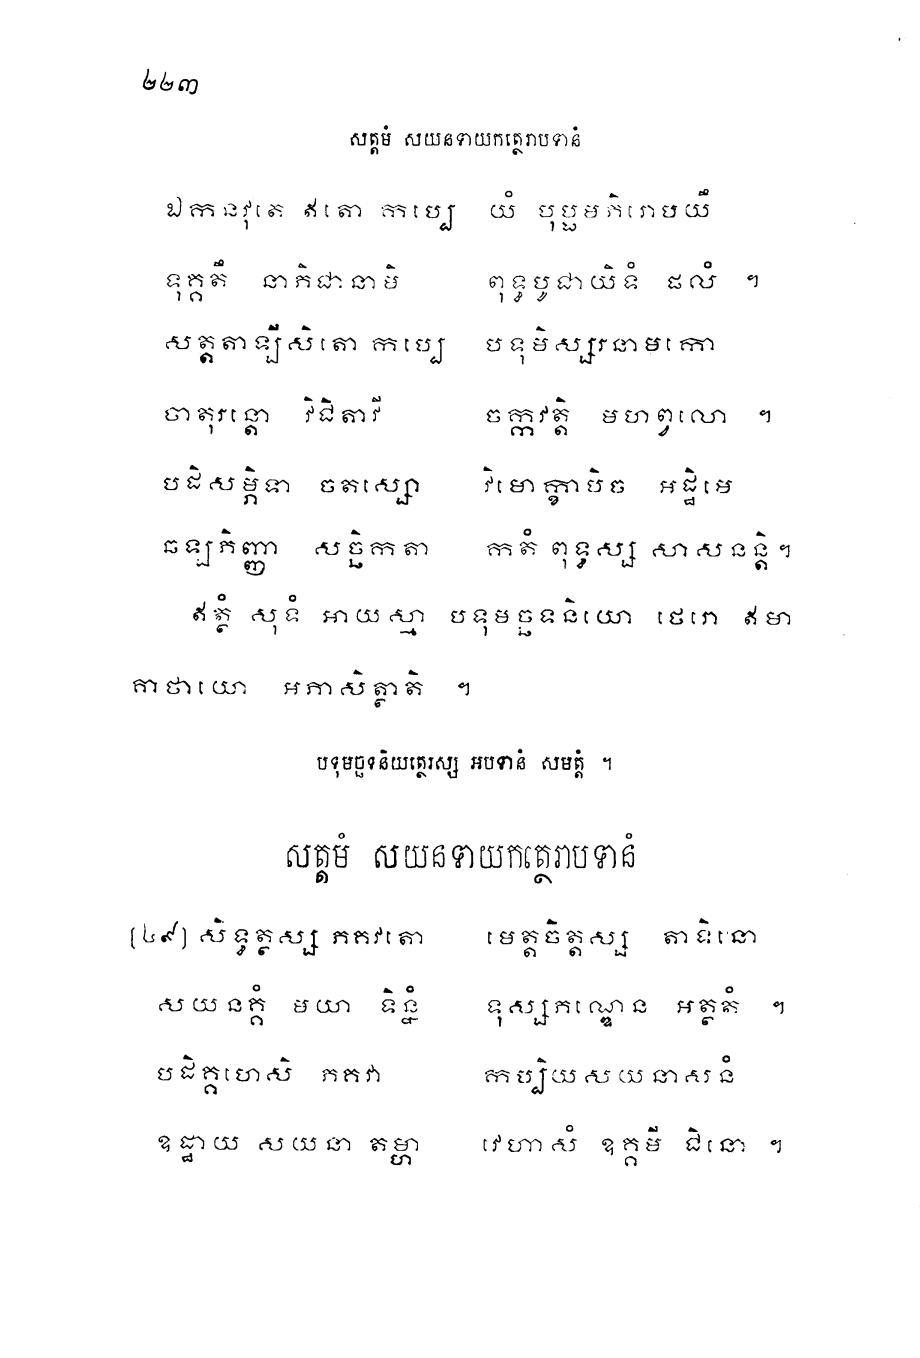 ២២៣
សត្តមំ សយនទាយកត្ថេរាបទានំ
ឯកនវុតេ ឥតោ កប្បេ យំ បុប្ផមភិរោបយឹ
ទុគ្គតឹ នាភិជានាមិ ពុទ្ធបូជាយិទំ ផលំ ។
សត្តតាឡីសិតោ កប្បេ បទុមិស្សរនាមកោ
ចាតុរន្តោ វិជិតាវី ចក្កវត្តិ មហព្វលោ ។
បដិសម្ភិទា ចតស្សោ វិមោក្ខាបិច អដ្ឋិមេ
ឆឡភិញ្ញា សច្ឆិកតា កតំ ពុទ្ធស្ស សាសនន្តិ។
ឥត្ថំ សុទំ អាយស្មា បទុមច្ឆទនិយោ ថេរោ ឥមា
គាថាយោ អភាសិត្ថាតិ ។
បទុមច្ឆទនិយត្ថេរស្ស អបទានំ សមត្តំ ។
សត្តមំ សយនទាយកត្ថេរាបទានំ
[៤៩] សិទ្ធត្ថស្ស ភគវតោ មេត្តចិត្តស្ស តាទិនោ
សយនគ្គំ មយា ទិន្នំ ទុស្សភណ្ឌេន អត្ថតំ ។
បដិគ្គហេសិ ភគវា កប្បិយសយនាសនំ
ឧដ្ឋាយ សយនា តម្ហា វេហាសំ ឧគ្គមី ជិនោ ។